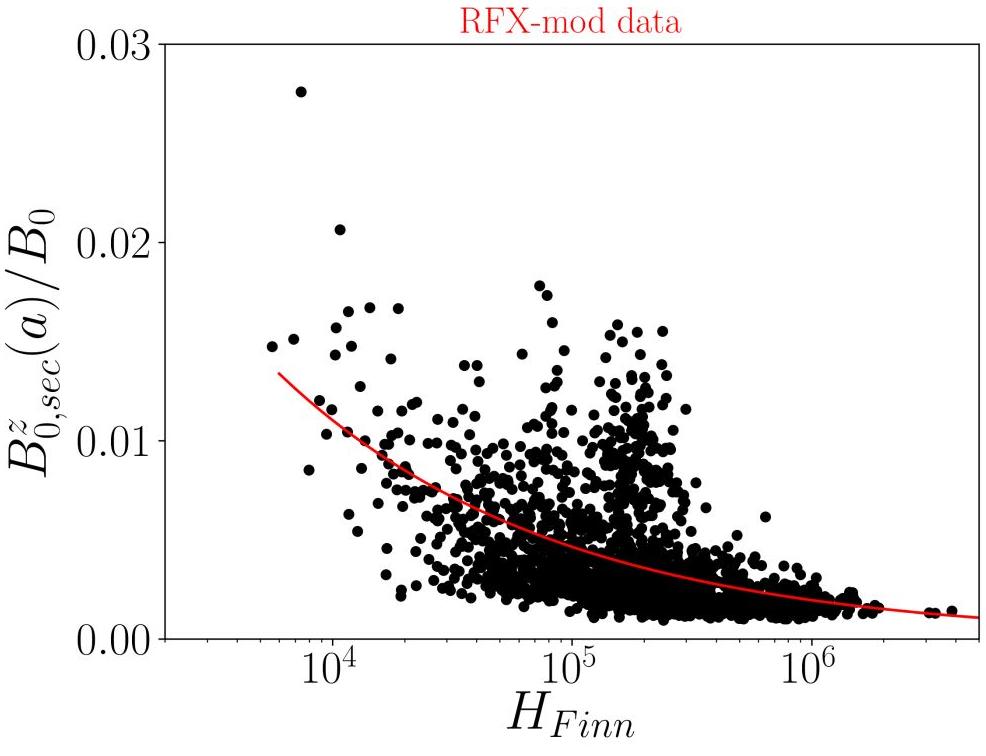 RFX-mod data
B^z_{0,sec}(a)/B_0
0.03
0.02
0.01
0.00
10^4 10^5 10^6
H_{Finn}